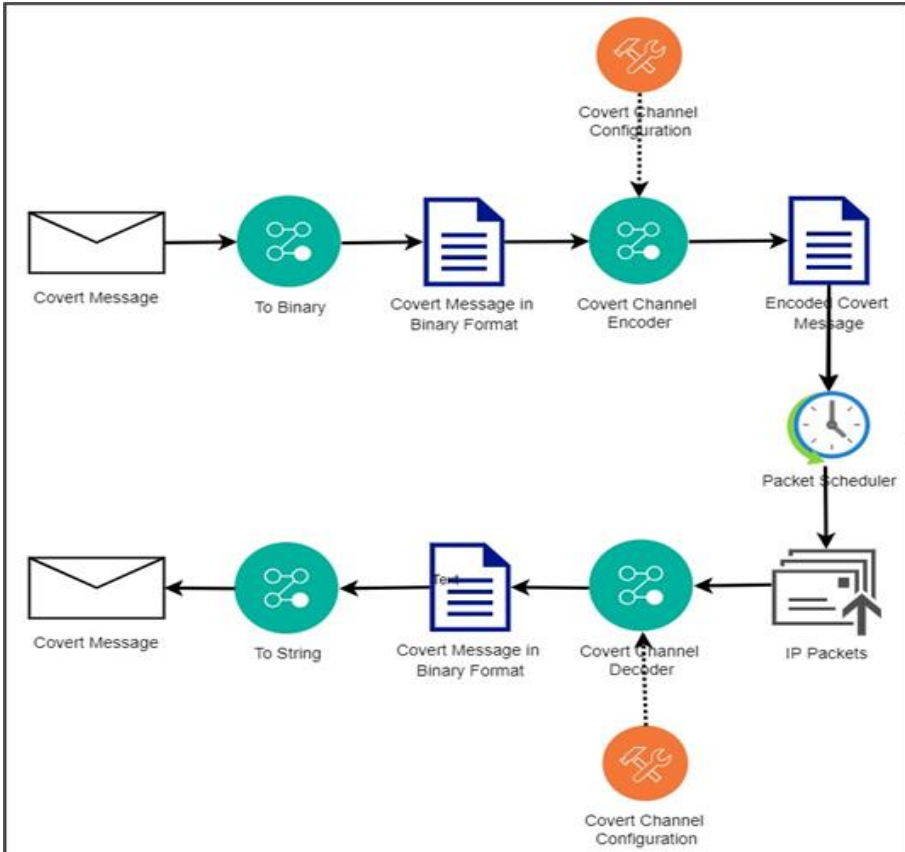 Covert Channel
Configuration
Covert Message
To Binary
Covert Message in
Binary Format
Covert Channel
Encoder
Encoded Covert
Message
Packet Scheduler
Covert Message
To String
Text
Covert Message in
Binary Format
Covert Channel
Decoder
IP Packets
Covert Channel
Configuration